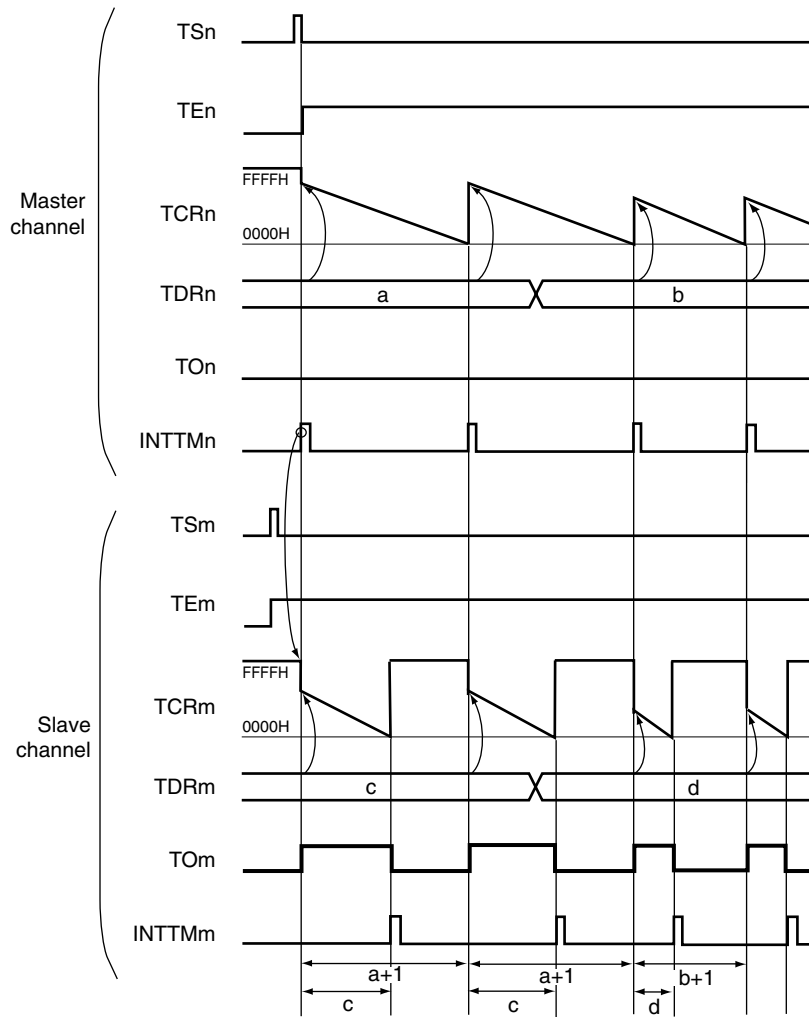 TSn
TEn
FFFFH
Master
channel
TCRn
0000H
TDRn
a
b
TOn
INTTMn
TSm
TEm
FFFFH
TCRm
Slave
channel
0000H
TDRm
c
d
TOm
INTTMm
a+1
a+1
b+1
c
c
d